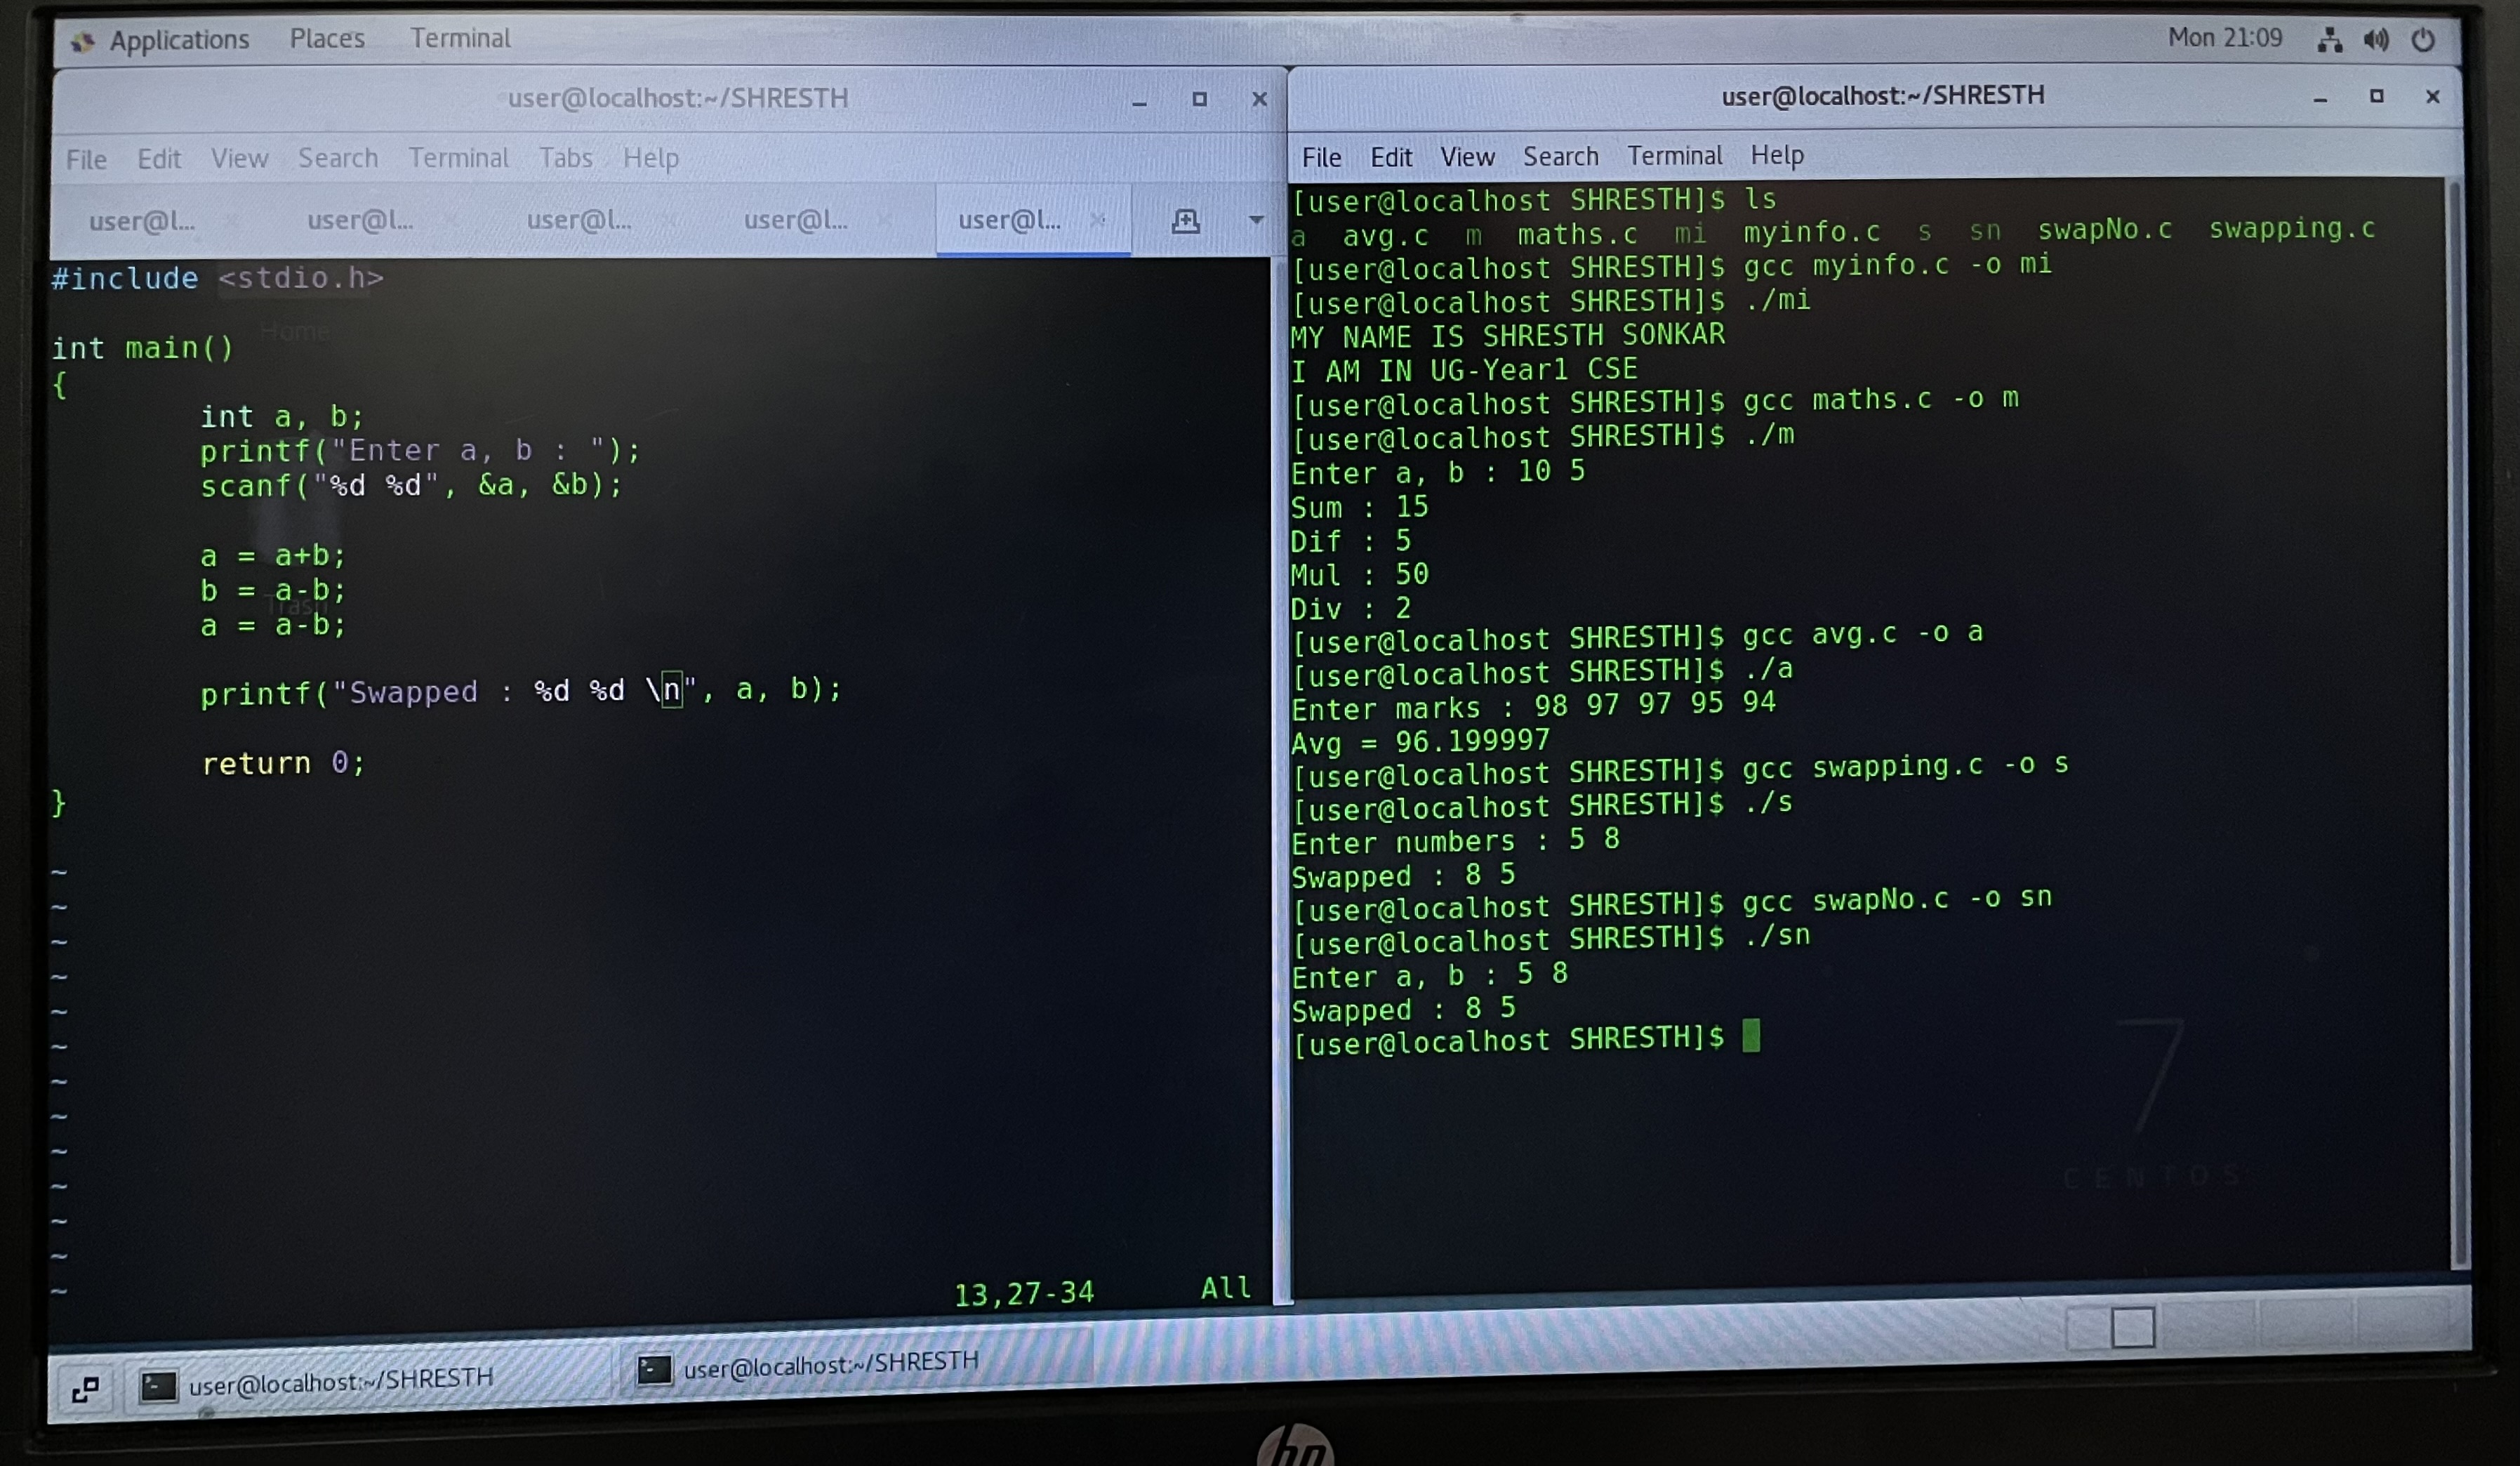 Applications Places Terminal Mon 21:09
user@localhost:~/SHRESTH
File Edit View Search Terminal Tabs Help
user@l... user@l... user@l... user@l... user@l...
#include <stdio.h>
Home
int main()
{
int a, b;
printf("Enter a, b : ");
scanf("%d %d", &a, &b);
a = a+b;
b = a-b;
Trash
a = a-b;
printf("Swapped : %d %d \n", a, b);
return 0;
}
~
~
~
~
~
~
~
~
~
~
~
~
~
13,27-34 All
user@localhost:~/SHRESTH
File Edit View Search Terminal Help
[user@localhost SHRESTH]$ ls
a avg.c m maths.c mi myinfo.c s sn swapNo.c swapping.c
[user@localhost SHRESTH]$ gcc myinfo.c -o mi
[user@localhost SHRESTH]$ ./mi
MY NAME IS SHRESTH SONKAR
I AM IN UG-Year1 CSE
[user@localhost SHRESTH]$ gcc maths.c -o m
[user@localhost SHRESTH]$ ./m
Enter a, b : 10 5
Sum : 15
Dif : 5
Mul : 50
Div : 2
[user@localhost SHRESTH]$ gcc avg.c -o a
[user@localhost SHRESTH]$ ./a
Enter marks : 98 97 97 95 94
Avg = 96.199997
[user@localhost SHRESTH]$ gcc swapping.c -o s
[user@localhost SHRESTH]$ ./s
Enter numbers : 5 8
Swapped : 8 5
[user@localhost SHRESTH]$ gcc swapNo.c -o sn
[user@localhost SHRESTH]$ ./sn
Enter a, b : 5 8
Swapped : 8 5
[user@localhost SHRESTH]$
7
CENTOS
user@localhost:~/SHRESTH user@localhost:~/SHRESTH
hp